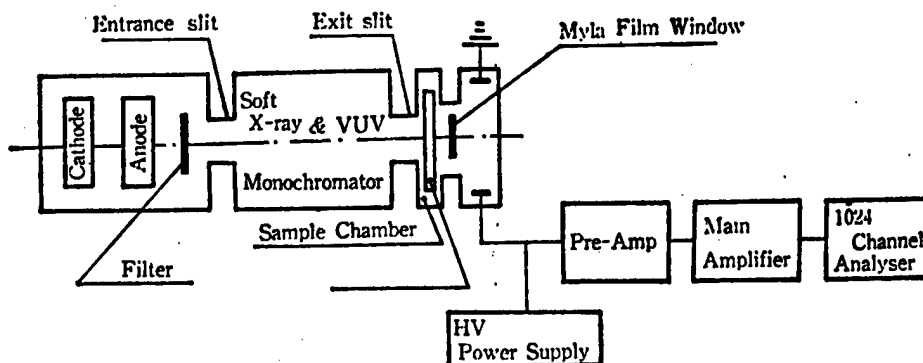 Entrance slit
Exit slit
Myla Film Window
Cathode
Anode
Soft
X-ray & VUV
Monochromator
Sample Chamber
Filter
Pre-Amp
Main
Amplifier
1024
Channel
Analyser
HV
Power Supply